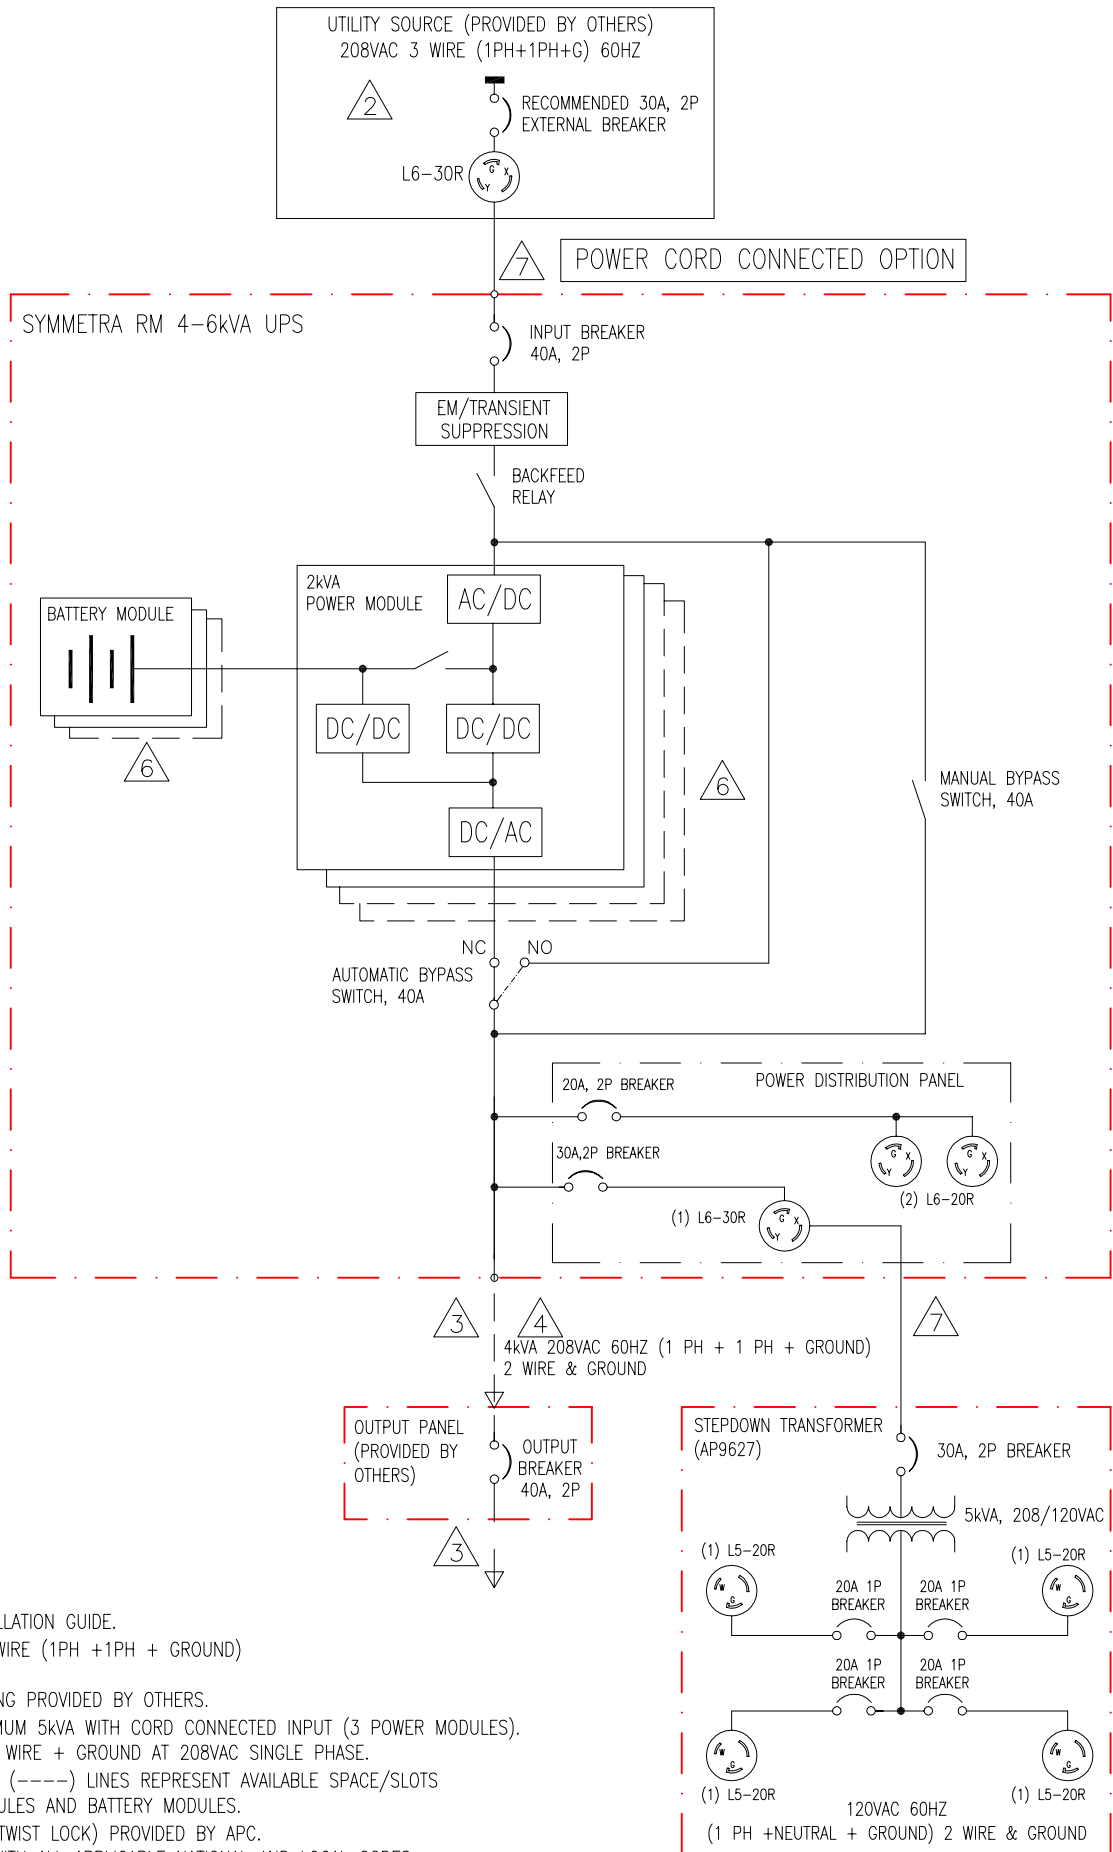 UTILITY SOURCE (PROVIDED BY OTHERS)
208VAC 3 WIRE (1PH+1PH+G) 60HZ
2
RECOMMENDED 30A, 2P
EXTERNAL BREAKER
L6-30R
G X
Y
7
POWER CORD CONNECTED OPTION
SYMMETRA RM 4-6kVA UPS
INPUT BREAKER
40A, 2P
EM/TRANSIENT
SUPPRESSION
BACKFEED
RELAY
2kVA
POWER MODULE
AC/DC
BATTERY MODULE
DC/DC
DC/DC
6
6
MANUAL BYPASS
SWITCH, 40A
DC/AC
NC
NO
AUTOMATIC BYPASS
SWITCH, 40A
POWER DISTRIBUTION PANEL
20A, 2P BREAKER
30A,2P BREAKER
G X
Y
G X
Y
(2) L6-20R
(1) L6-30R
G X
Y
3
4
7
4kVA 208VAC 60HZ (1 PH + 1 PH + GROUND)
2 WIRE & GROUND
OUTPUT PANEL
(PROVIDED BY
OTHERS)
OUTPUT
BREAKER
40A, 2P
3
STEPDOWN TRANSFORMER
(AP9627)
30A, 2P BREAKER
5kVA, 208/120VAC
(1) L5-20R
(1) L5-20R
W
G
W
G
20A 1P
BREAKER
20A 1P
BREAKER
20A 1P
BREAKER
20A 1P
BREAKER
W
G
W
G
(1) L5-20R
(1) L5-20R
120VAC 60HZ
(1 PH +NEUTRAL + GROUND) 2 WIRE & GROUND
LLATION GUIDE.
WIRE (1PH +1PH + GROUND)
NG PROVIDED BY OTHERS.
MUM 5kVA WITH CORD CONNECTED INPUT (3 POWER MODULES).
WIRE + GROUND AT 208VAC SINGLE PHASE.
(----) LINES REPRESENT AVAILABLE SPACE/SLOTS
ULES AND BATTERY MODULES.
TWIST LOCK) PROVIDED BY APC.
WITH ALL APPLICABLE NATIONAL AND LOCAL CODES